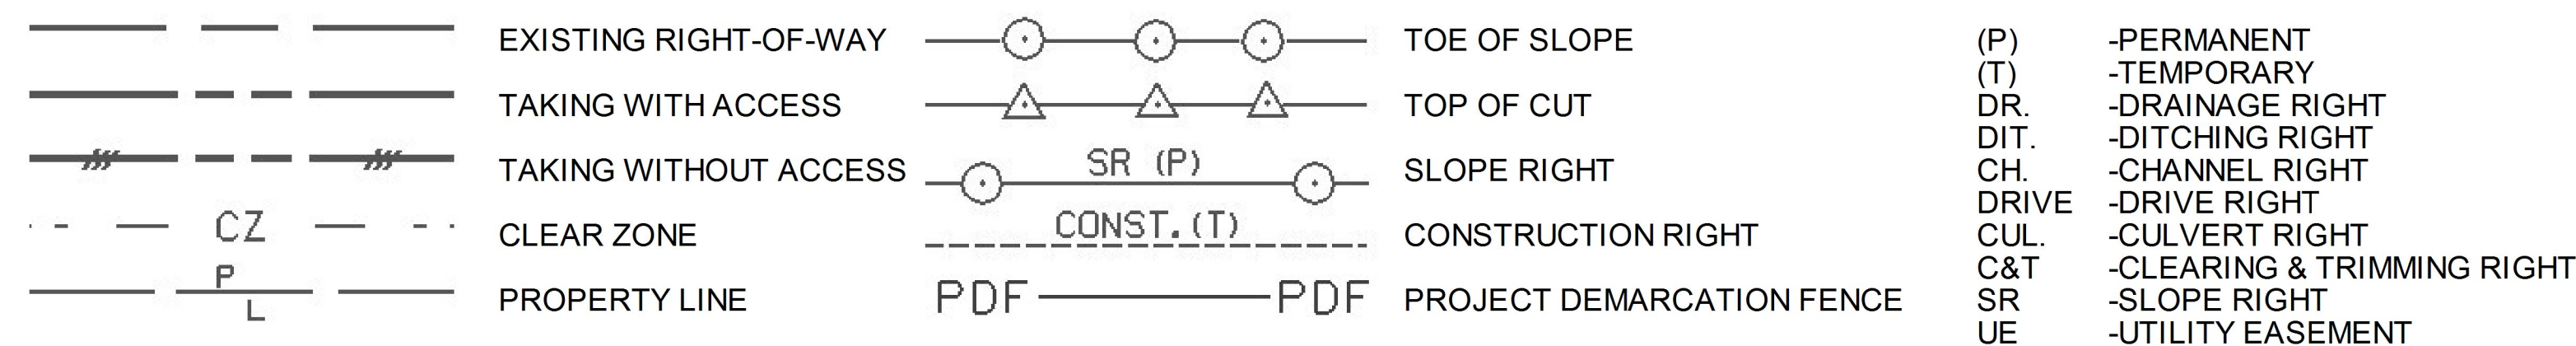 EXISTING RIGHT-OF-WAY
TAKING WITH ACCESS
TAKING WITHOUT ACCESS
CZ CLEAR ZONE
P
L
PROPERTY LINE
TOE OF SLOPE
TOP OF CUT
SR (P)
SLOPE RIGHT
CONST.(T)
CONSTRUCTION RIGHT
PDF PDF PROJECT DEMARCATION FENCE
(P) -PERMANENT
(T) -TEMPORARY
DR. -DRAINAGE RIGHT
DIT. -DITCHING RIGHT
CH. -CHANNEL RIGHT
DRIVE -DRIVE RIGHT
CUL. -CULVERT RIGHT
C&T -CLEARING & TRIMMING RIGHT
SR -SLOPE RIGHT
UE -UTILITY EASEMENT